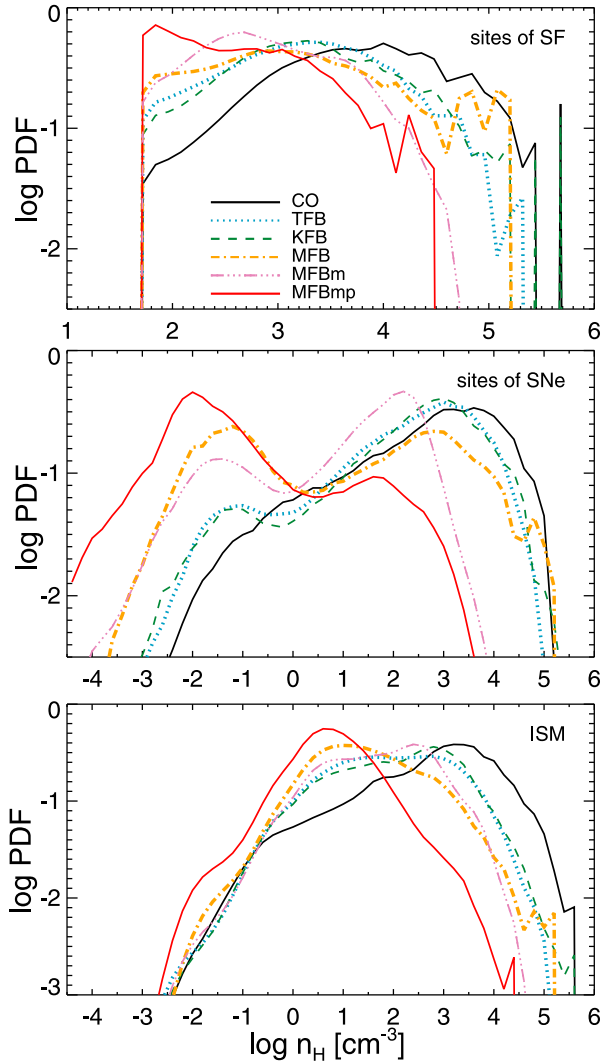 sites of SF
log PDF
-0
-1
-2
CO
TFB
KFB
MFB
MFBm
MFBmp
1 2 3 4 5 6
sites of SNe
log PDF
-0
-1
-2
-4 -3 -2 -1 0 1 2 3 4 5 6
ISM
log PDF
-0
-1
-2
-3
-4 -3 -2 -1 0 1 2 3 4 5 6
log n_H [cm^-3]